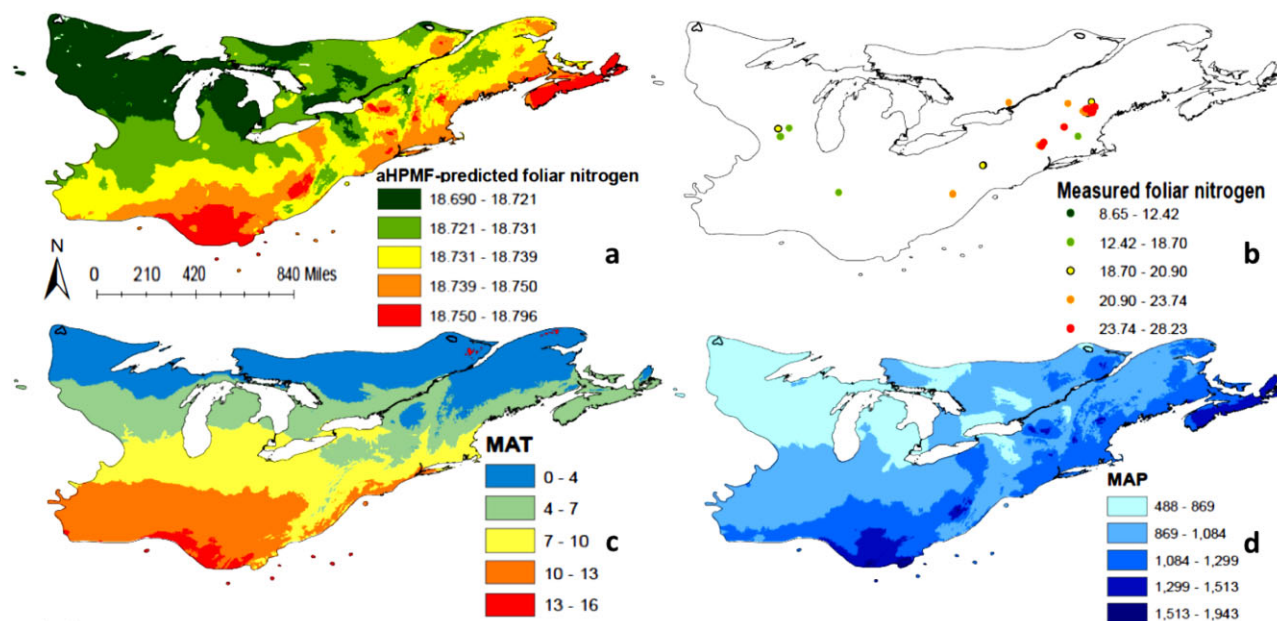 aHPMF-predicted foliar nitrogen
18.690 - 18.721
18.721 - 18.731
18.731 - 18.739
18.739 - 18.750
18.750 - 18.796
a
N
0 210 420 840 Miles
Measured foliar nitrogen
8.65 - 12.42
12.42 - 18.70
18.70 - 20.90
20.90 - 23.74
23.74 - 28.23
b
MAT
0 - 4
4 - 7
7 - 10
10 - 13
13 - 16
c
MAP
488 - 869
869 - 1,084
1,084 - 1,299
1,299 - 1,513
1,513 - 1,943
d